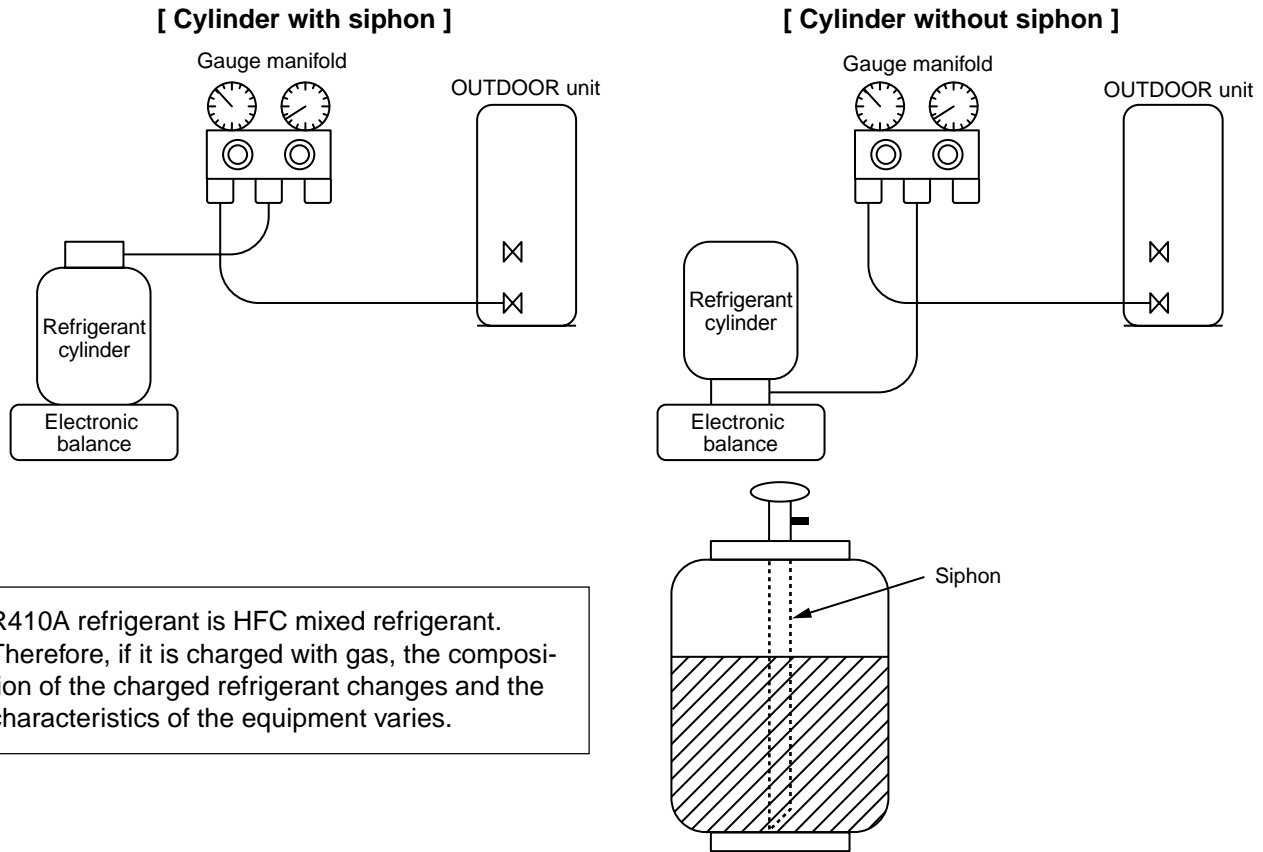 [ Cylinder with siphon ]
Gauge manifold
OUTDOOR unit
Refrigerant
cylinder
Electronic
balance
[ Cylinder without siphon ]
Gauge manifold
OUTDOOR unit
Refrigerant
cylinder
Electronic
balance
Siphon
R410A refrigerant is HFC mixed refrigerant.
Therefore, if it is charged with gas, the composi-
tion of the charged refrigerant changes and the
characteristics of the equipment varies.